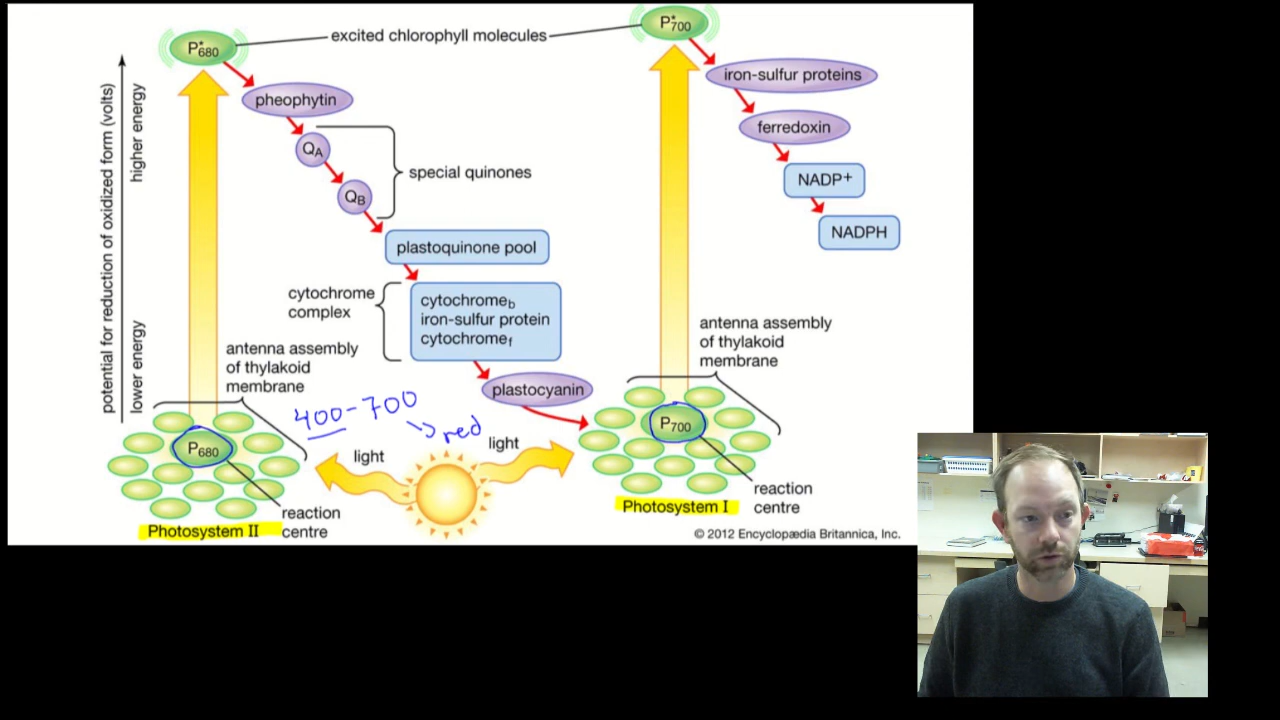 P*680
excited chlorophyll molecules
P*700
potential for reduction of oxidized form (volts)
higher energy
lower energy
pheophytin
QA
QB
special quinones
plastoquinone pool
cytochrome
complex
cytochromeb
iron-sulfur protein
cytochromef
plastocyanin
iron-sulfur proteins
ferredoxin
NADP+
NADPH
antenna assembly
of thylakoid
membrane
antenna assembly
of thylakoid
membrane
400-700
red
P680
light
light
P700
reaction
centre
Photosystem II
reaction
centre
Photosystem I
© 2012 Encyclopædia Britannica, Inc.